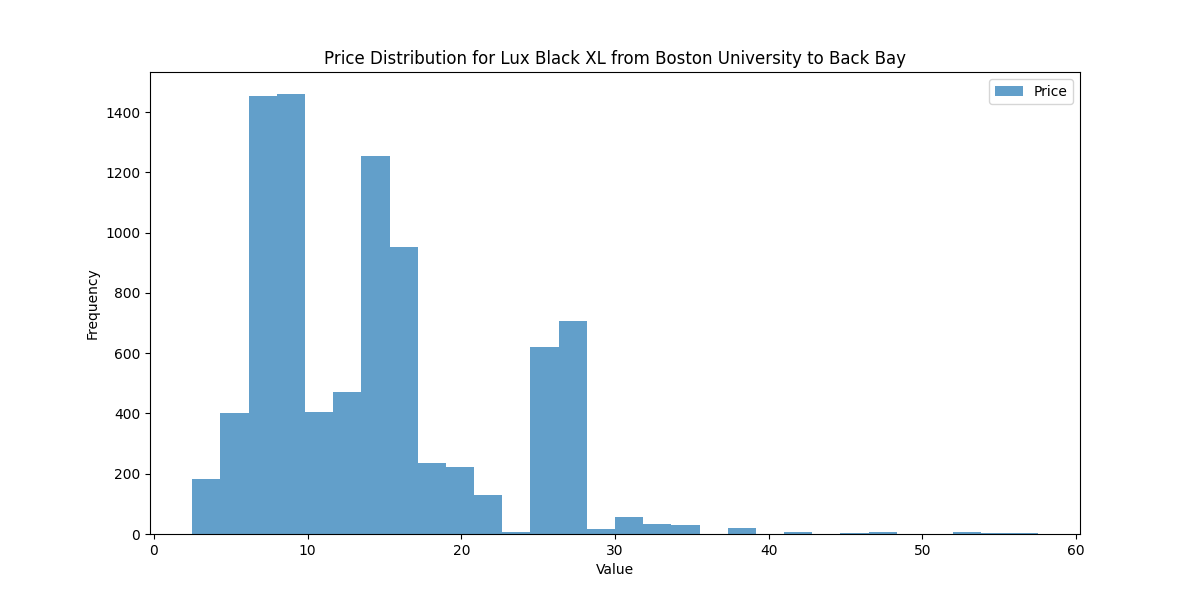 Price Distribution for Lux Black XL from Boston University to Back Bay
Price
1400
1200
1000
800
600
400
200
0
Frequency
0 10 20 30 40 50 60
Value